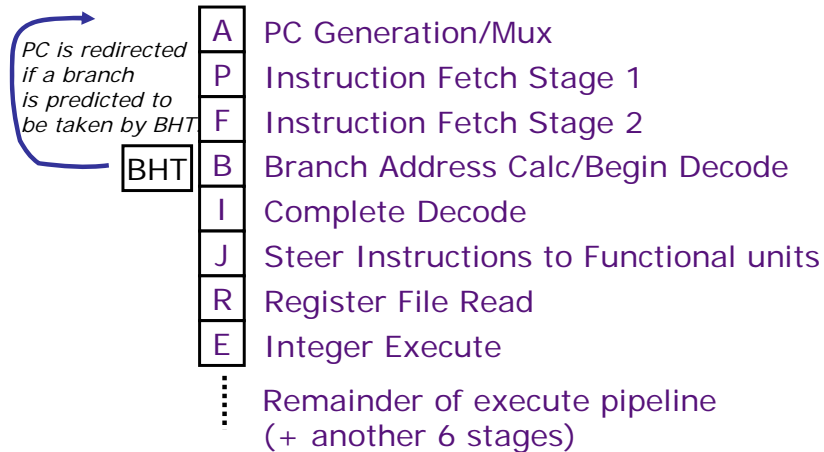 PC is redirected
if a branch
is predicted to
be taken by BHT.
BHT
A PC Generation/Mux
P Instruction Fetch Stage 1
F Instruction Fetch Stage 2
B Branch Address Calc/Begin Decode
I Complete Decode
J Steer Instructions to Functional units
R Register File Read
E Integer Execute
Remainder of execute pipeline
(+ another 6 stages)